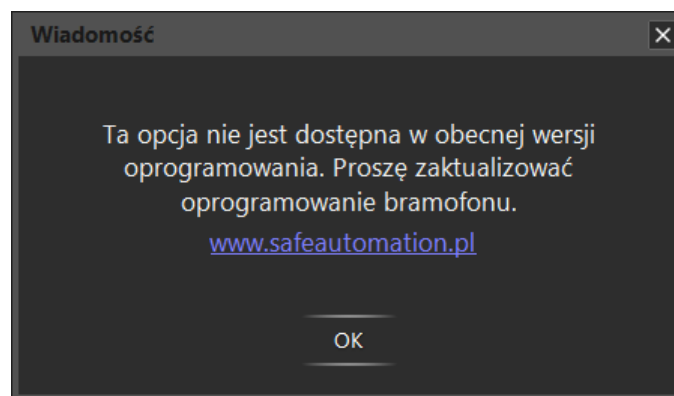 Wiadomość
Ta opcja nie jest dostępna w obecnej wersji
oprogramowania. Proszę zaktualizować
oprogramowanie bramofonu.
www.safeautomation.pl
OK